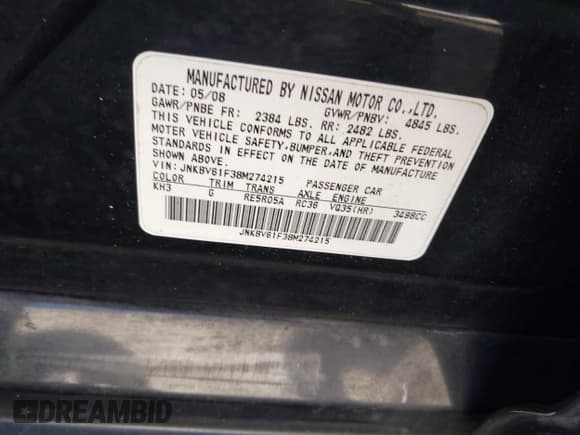 MANUFACTURED BY NISSAN MOTOR CO.,LTD.
DATE: 05/08 GVWR/PNBV: 4845 LBS.
GAWR/PNBE FR: 2384 LBS. RR: 2482 LBS.
THIS VEHICLE CONFORMS TO ALL APPLICABLE FEDERAL
MOTOR VEHICLE SAFETY,BUMPER,AND THEFT PREVENTION
STANDARDS IN EFFECT ON THE DATE OF MANUFACTURE
SHOWN ABOVE.
VIN: JNKBV61F38M274215 PASSENGER CAR
COLOR TRIM TRANS AXLE ENGINE
KH3 G RE5R05A RC36 VQ35(HR) 3498CC
JNKBV61F38M274215
DREAMBID